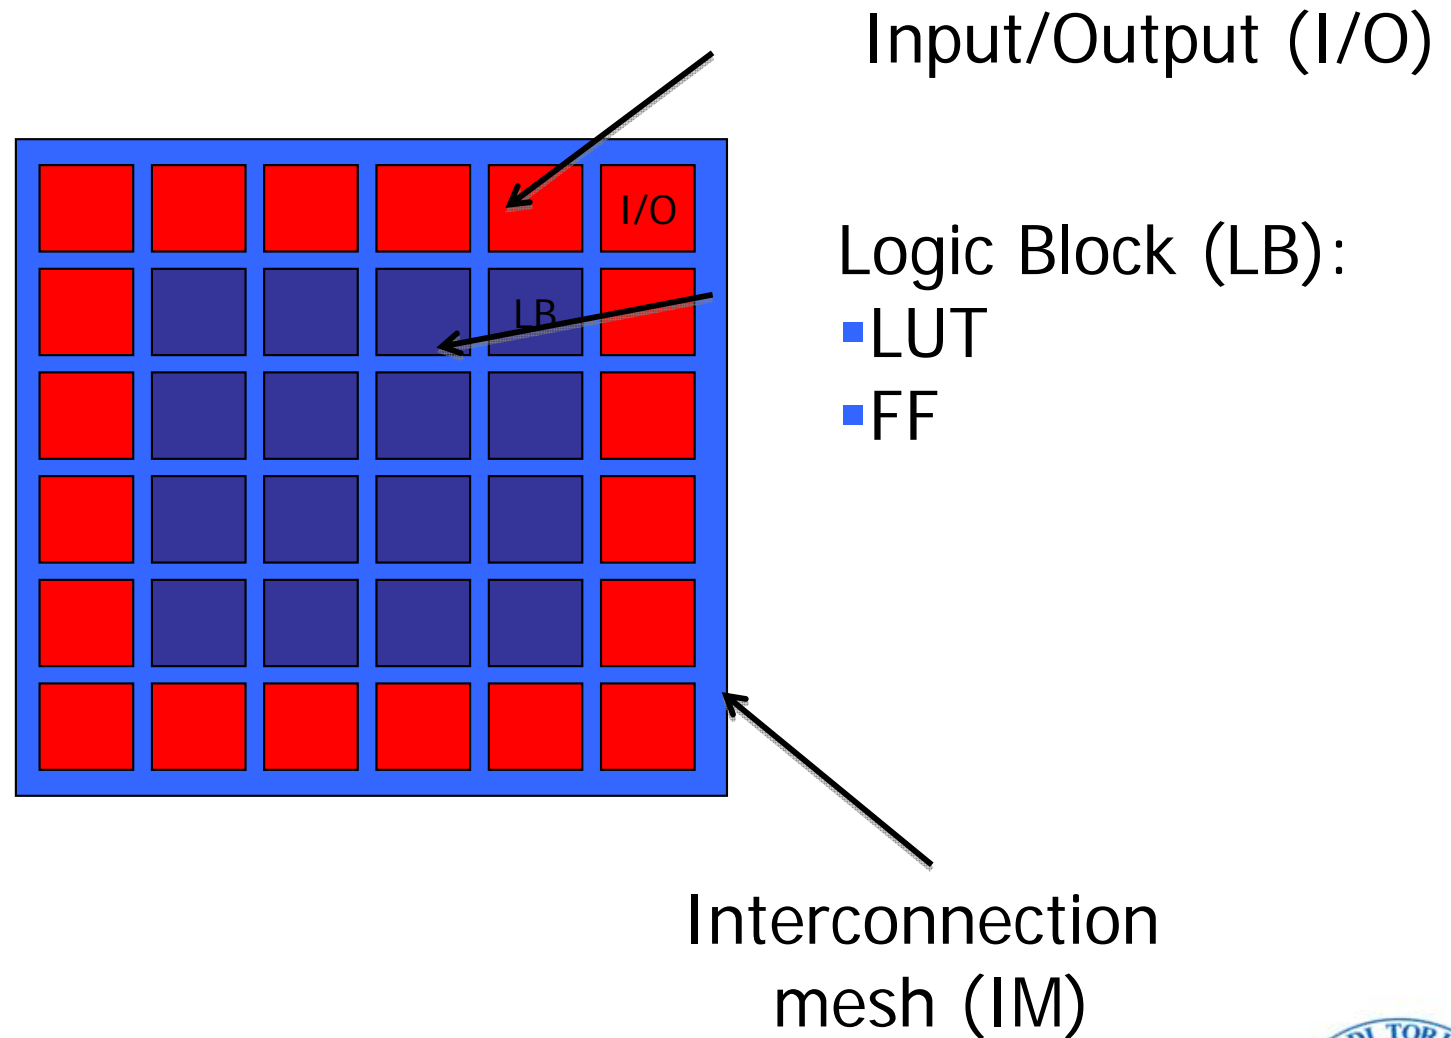 Input/Output (I/O)
I/O
Logic Block (LB):
LB
▪LUT
▪FF
Interconnection
mesh (IM)